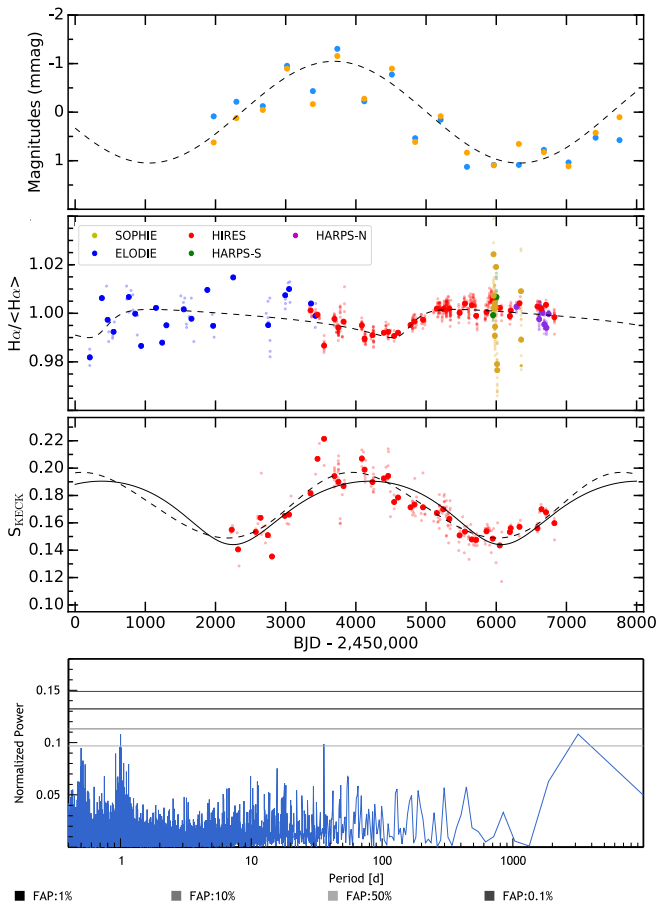 Magnitudes (mmag)
-2
-1
0
1
2
Hα/<Hα>
1.02
1.00
0.98
SOPHIE
HIRES
HARPS-N
ELODIE
HARPS-S
S_KECK
0.22
0.20
0.18
0.16
0.14
0.12
0.10
0 1000 2000 3000 4000 5000 6000 7000 8000
BJD - 2,450,000
Normalized Power
0.15
0.1
0.05
1 10 100 1000
Period [d]
FAP:1% FAP:10% FAP:50% FAP:0.1%